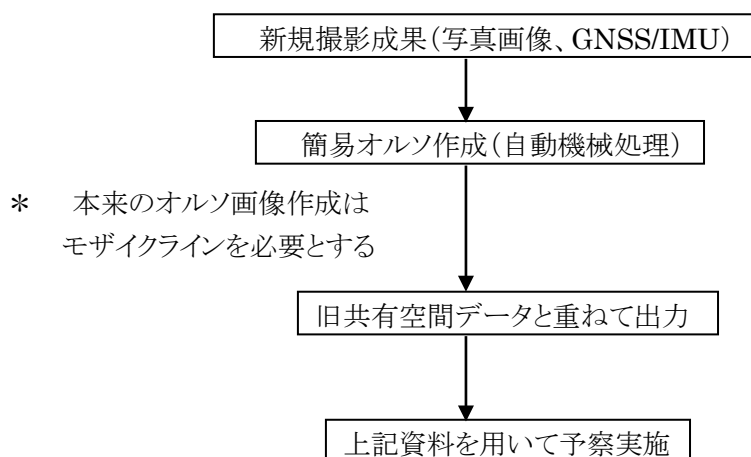 新規撮影成果(写真画像、GNSS/IMU)
簡易オルソ作成(自動機械処理)
＊ 本来のオルソ画像作成は
モザイクラインを必要とする
旧共有空間データと重ねて出力
上記資料を用いて予察実施